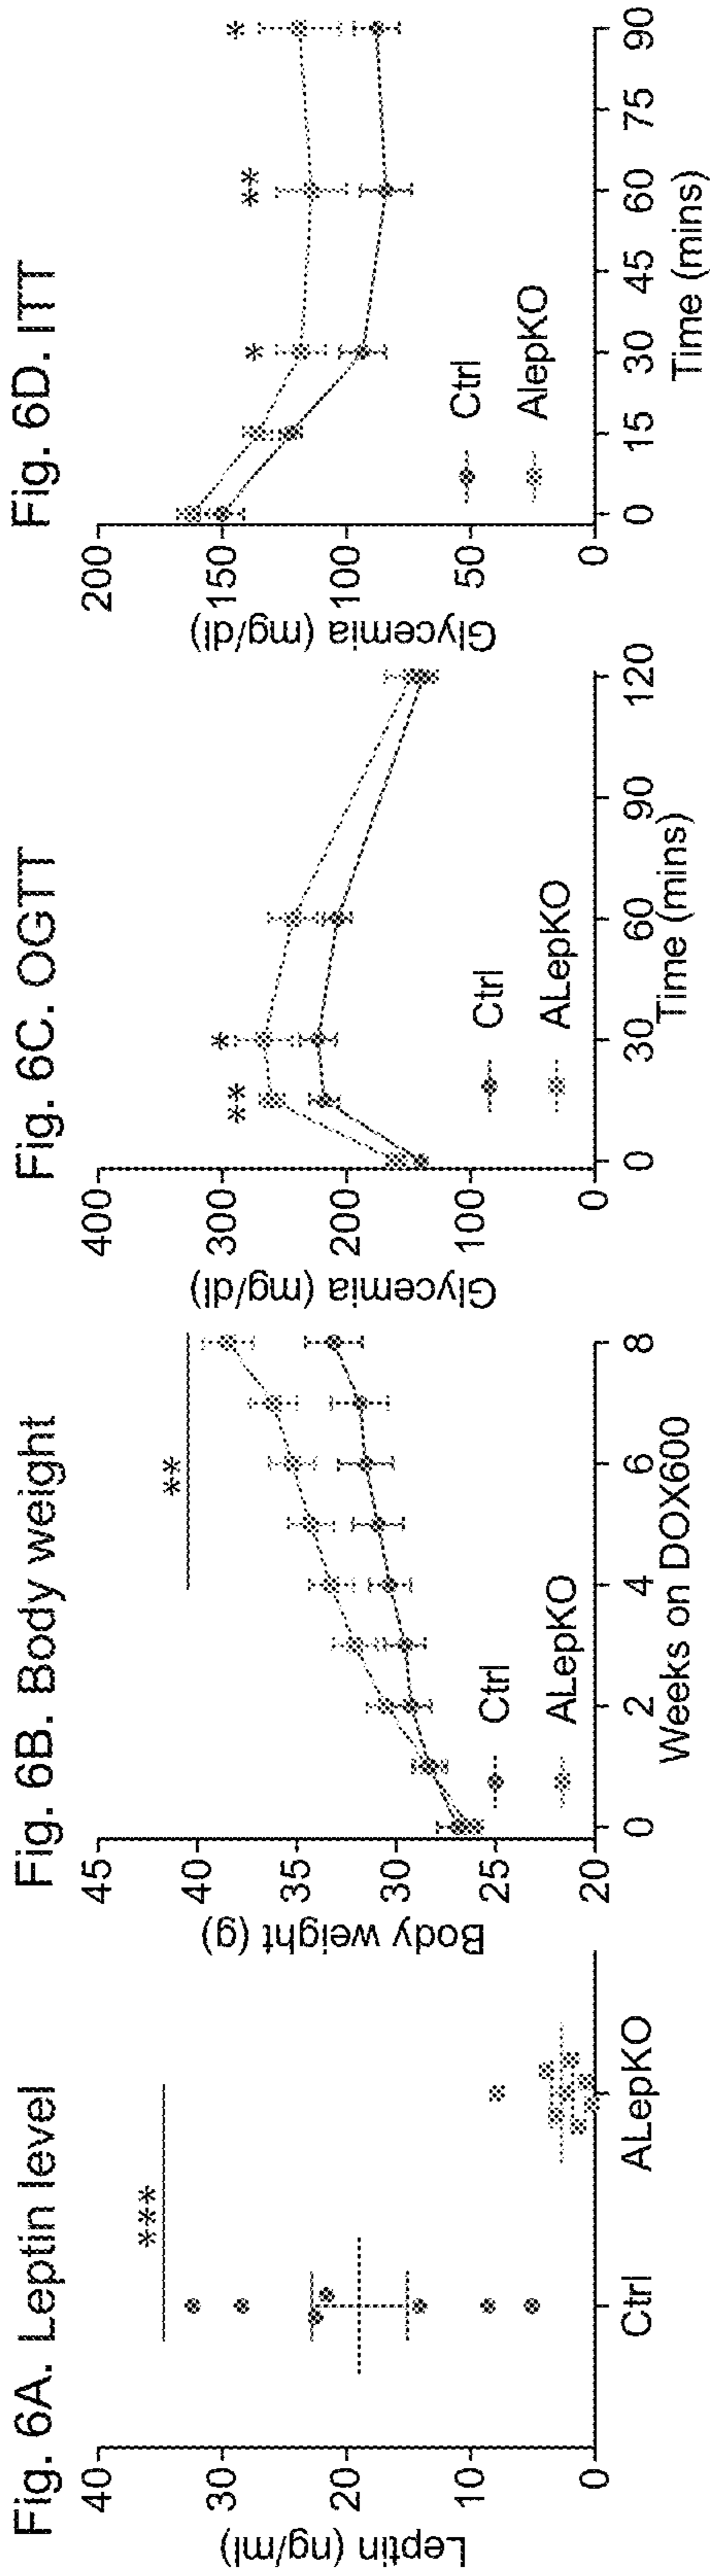 Fig. 6A. Leptin level
Leptin (ng/ml)
40
30
20
10
0
***
Ctrl
ALepKO
Fig. 6B. Body weight
Body weight (g)
45
40
35
30
25
20
**
Ctrl
ALepKO
0 2 4 6 8
Weeks on DOX600
Fig. 6C. OGTT
Glycemia (mg/dl)
400
300
200
100
0
**
*
Ctrl
ALepKO
0 30 60 90 120
Time (mins)
Fig. 6D. ITT
Glycemia (mg/dl)
200
150
100
50
0
*
**
*
Ctrl
AlepKO
0 15 30 45 60 75 90
Time (mins)